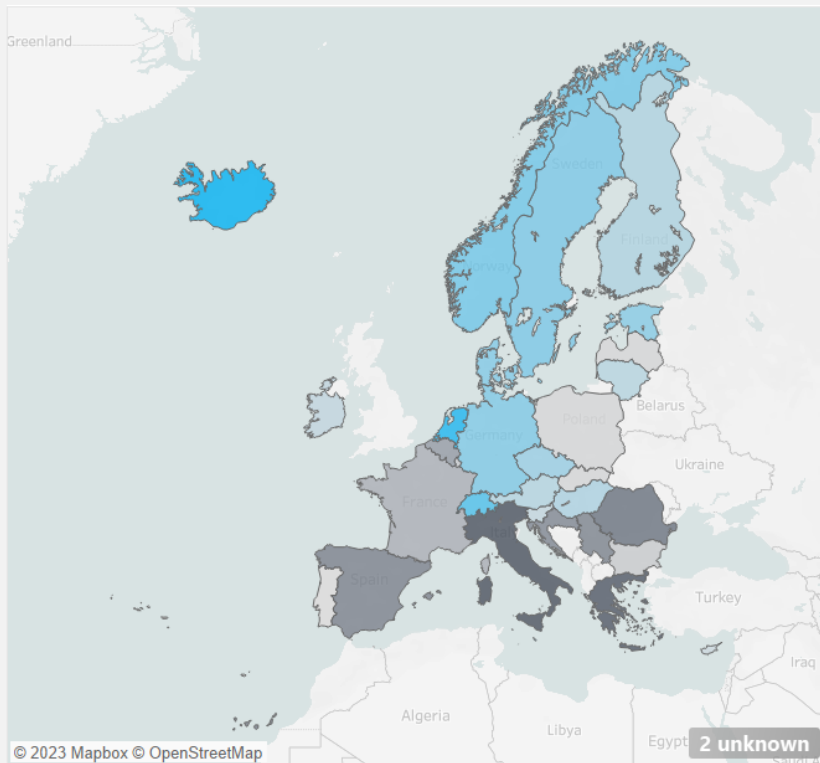 Greenland
Sweden
Finland
Norway
Belarus
Poland
Germany
Ukraine
France
Italy
Spain
Turkey
Iraq
Algeria
Libya
Egypt
© 2023 Mapbox © OpenStreetMap
2 unknown